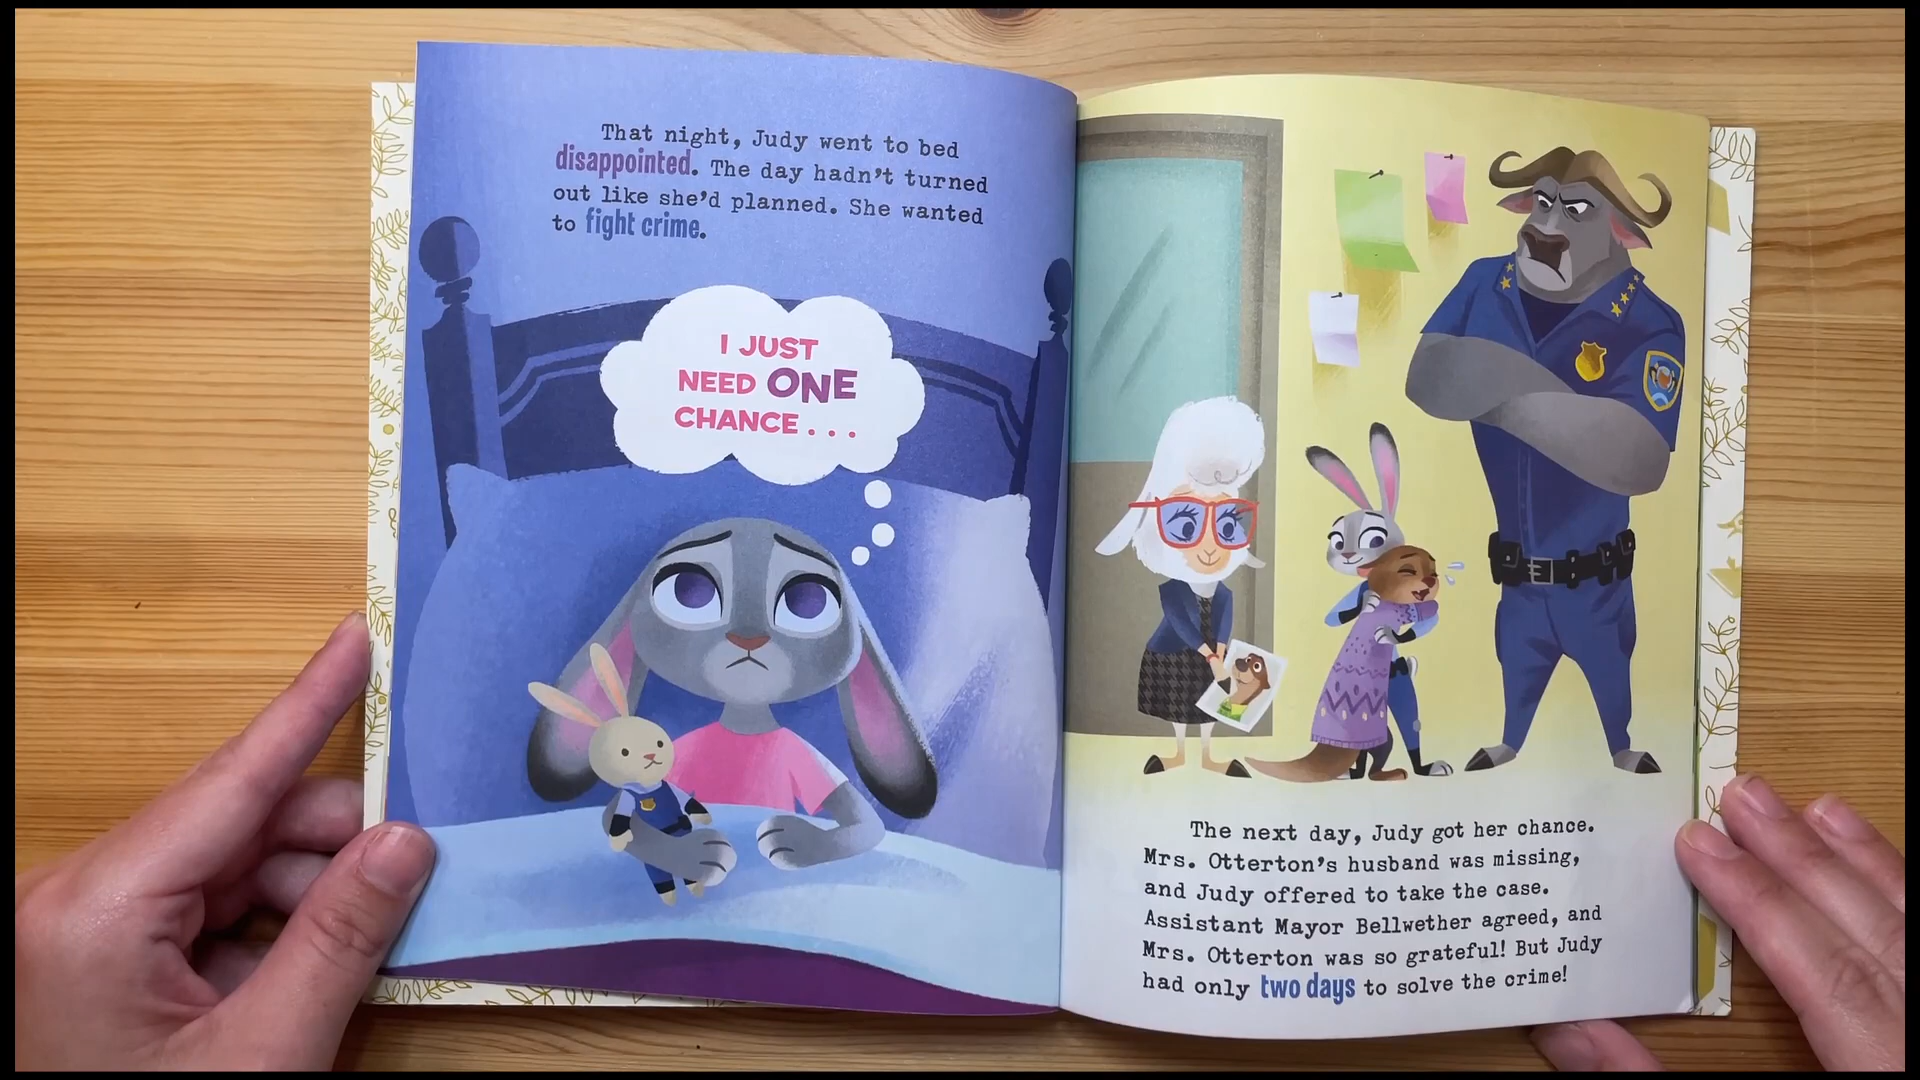 That night, Judy went to bed
disappointed. The day hadn't turned
out like she'd planned. She wanted
to fight crime.
I JUST
NEED ONE
CHANCE...
The next day, Judy got her chance.
Mrs. Otterton's husband was missing,
and Judy offered to take the case.
Assistant Mayor Bellwether agreed, and
Mrs. Otterton was so grateful! But Judy
had only two days to solve the crime!